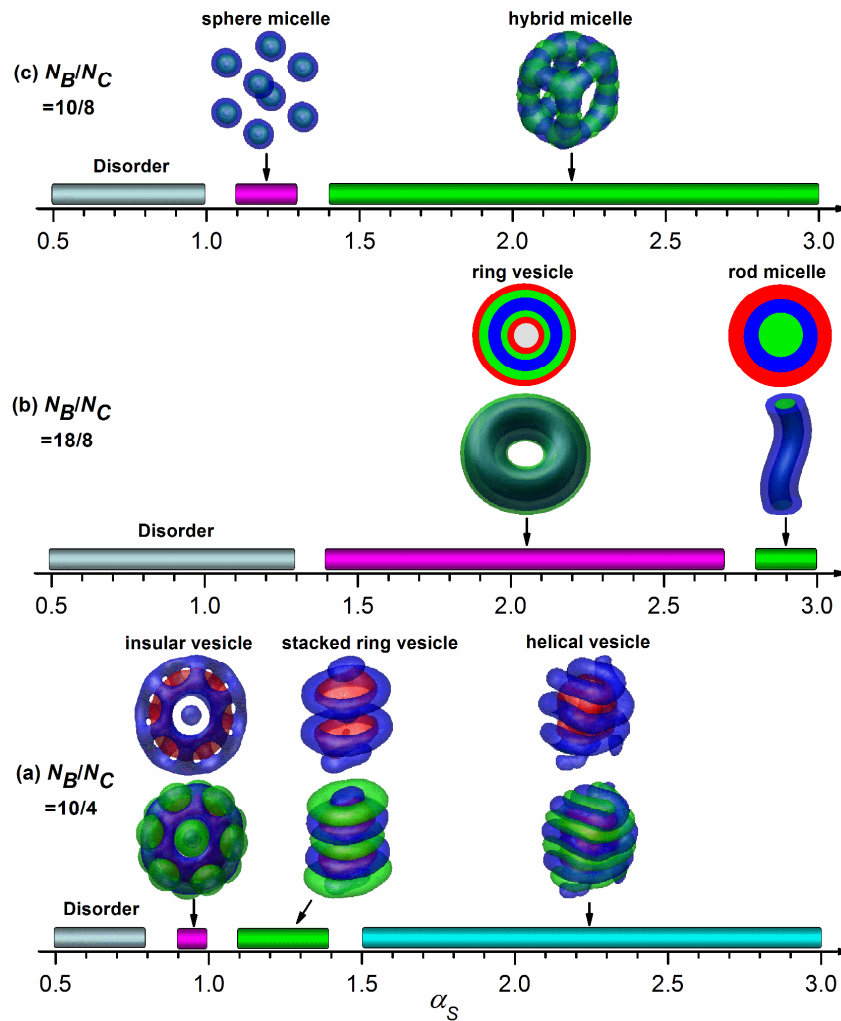 sphere micelle hybrid micelle
(c) N_B/N_C
=10/8
Disorder
0.5 1.0 1.5 2.0 2.5 3.0
ring vesicle rod micelle
(b) N_B/N_C
=18/8
Disorder
0.5 1.0 1.5 2.0 2.5 3.0
insular vesicle stacked ring vesicle helical vesicle
(a) N_B/N_C
=10/4
Disorder
0.5 1.0 1.5 2.0 2.5 3.0
α_S